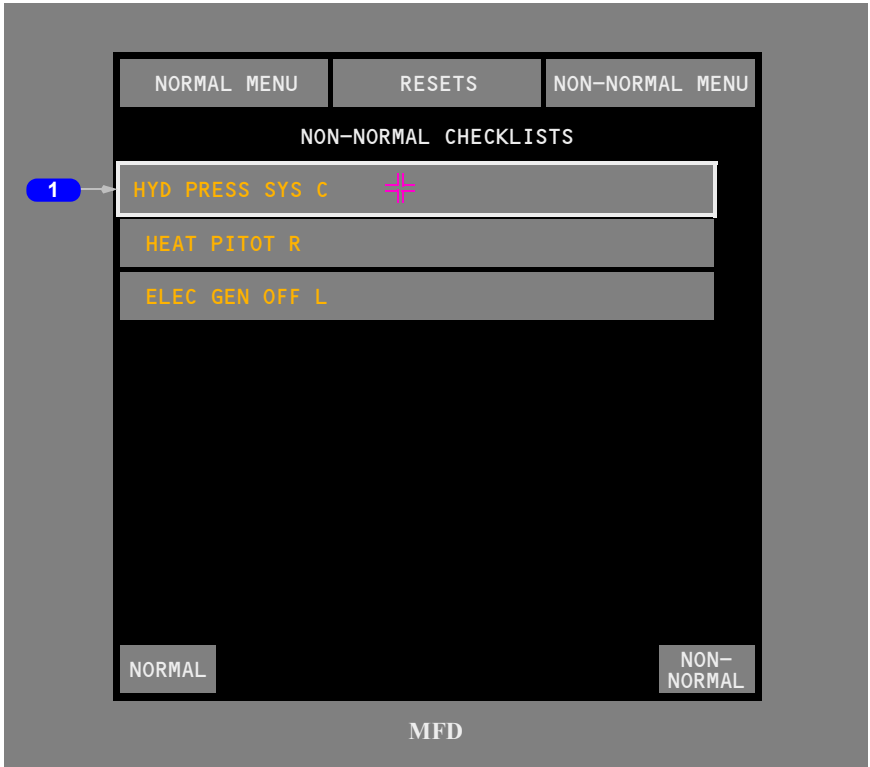 NORMAL MENU
RESETS
NON-NORMAL MENU
NON-NORMAL CHECKLISTS
1
HYD PRESS SYS C
HEAT PITOT R
ELEC GEN OFF L
NORMAL
NON-
NORMAL
MFD